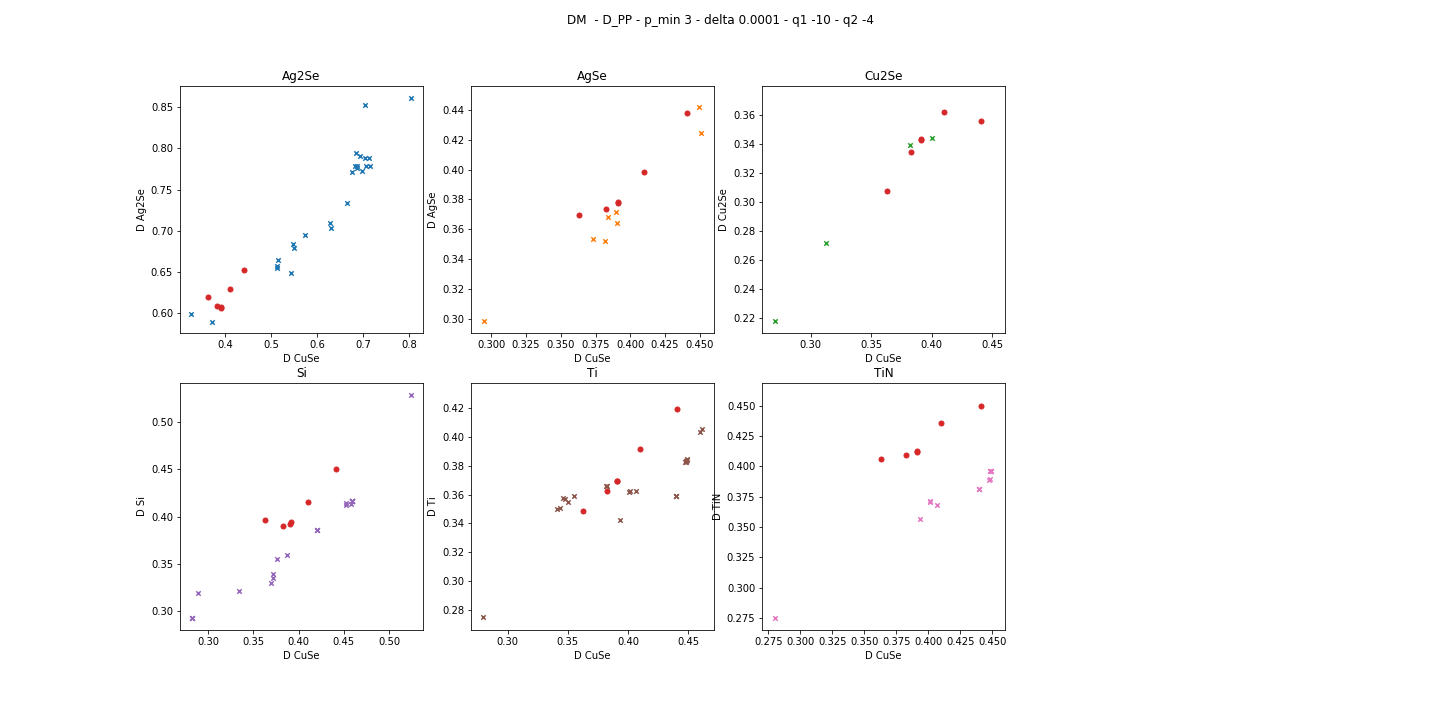 DM  - D_PP - p_min 3 - delta 0.0001 - q1 -10 - q2 -4
Ag2Se
AgSe
Cu2Se
D Ag2Se
0.85
0.80
0.75
0.70
0.65
0.60
0.4 0.5 0.6 0.7 0.8
D CuSe
D AgSe
0.44
0.42
0.40
0.38
0.36
0.34
0.32
0.30
0.300 0.325 0.350 0.375 0.400 0.425 0.450
D CuSe
D Cu2Se
0.36
0.34
0.32
0.30
0.28
0.26
0.24
0.22
0.30 0.35 0.40 0.45
D CuSe
Si
Ti
TiN
D Si
0.50
0.45
0.40
0.35
0.30
0.30 0.35 0.40 0.45 0.50
D CuSe
D Ti
0.42
0.40
0.38
0.36
0.34
0.32
0.30
0.28
0.30 0.35 0.40 0.45
D CuSe
D TiN
0.450
0.425
0.400
0.375
0.350
0.325
0.300
0.275
0.275 0.300 0.325 0.350 0.375 0.400 0.425 0.450
D CuSe